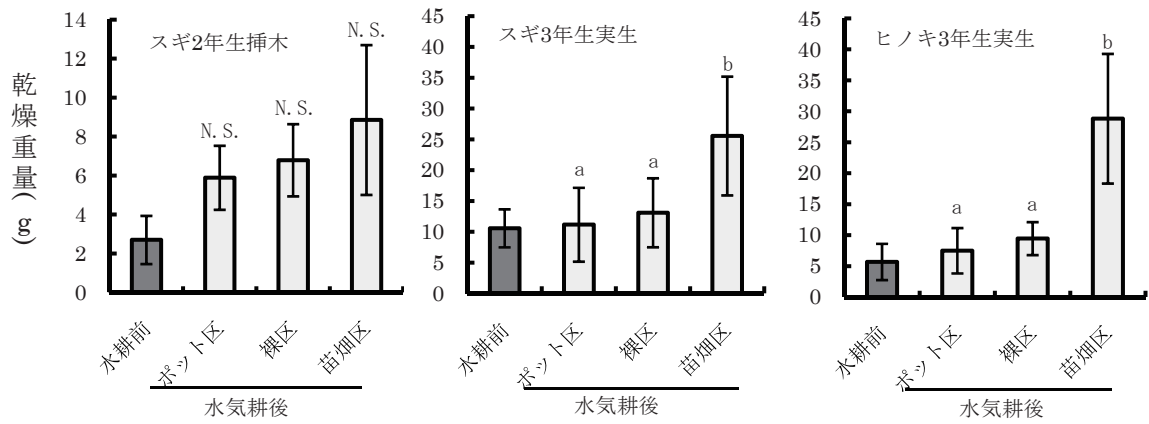 乾燥重量(g)
スギ2年生挿木
14
12
10
8
6
4
2
0
N.S.
N.S.
N.S.
水耕前
ポット区
裸区
苗畑区
水気耕後
スギ3年生実生
45
40
35
30
25
20
15
10
5
0
a
a
b
水耕前
ポット区
裸区
苗畑区
水気耕後
ヒノキ3年生実生
45
40
35
30
25
20
15
10
5
0
a
a
b
水耕前
ポット区
裸区
苗畑区
水気耕後